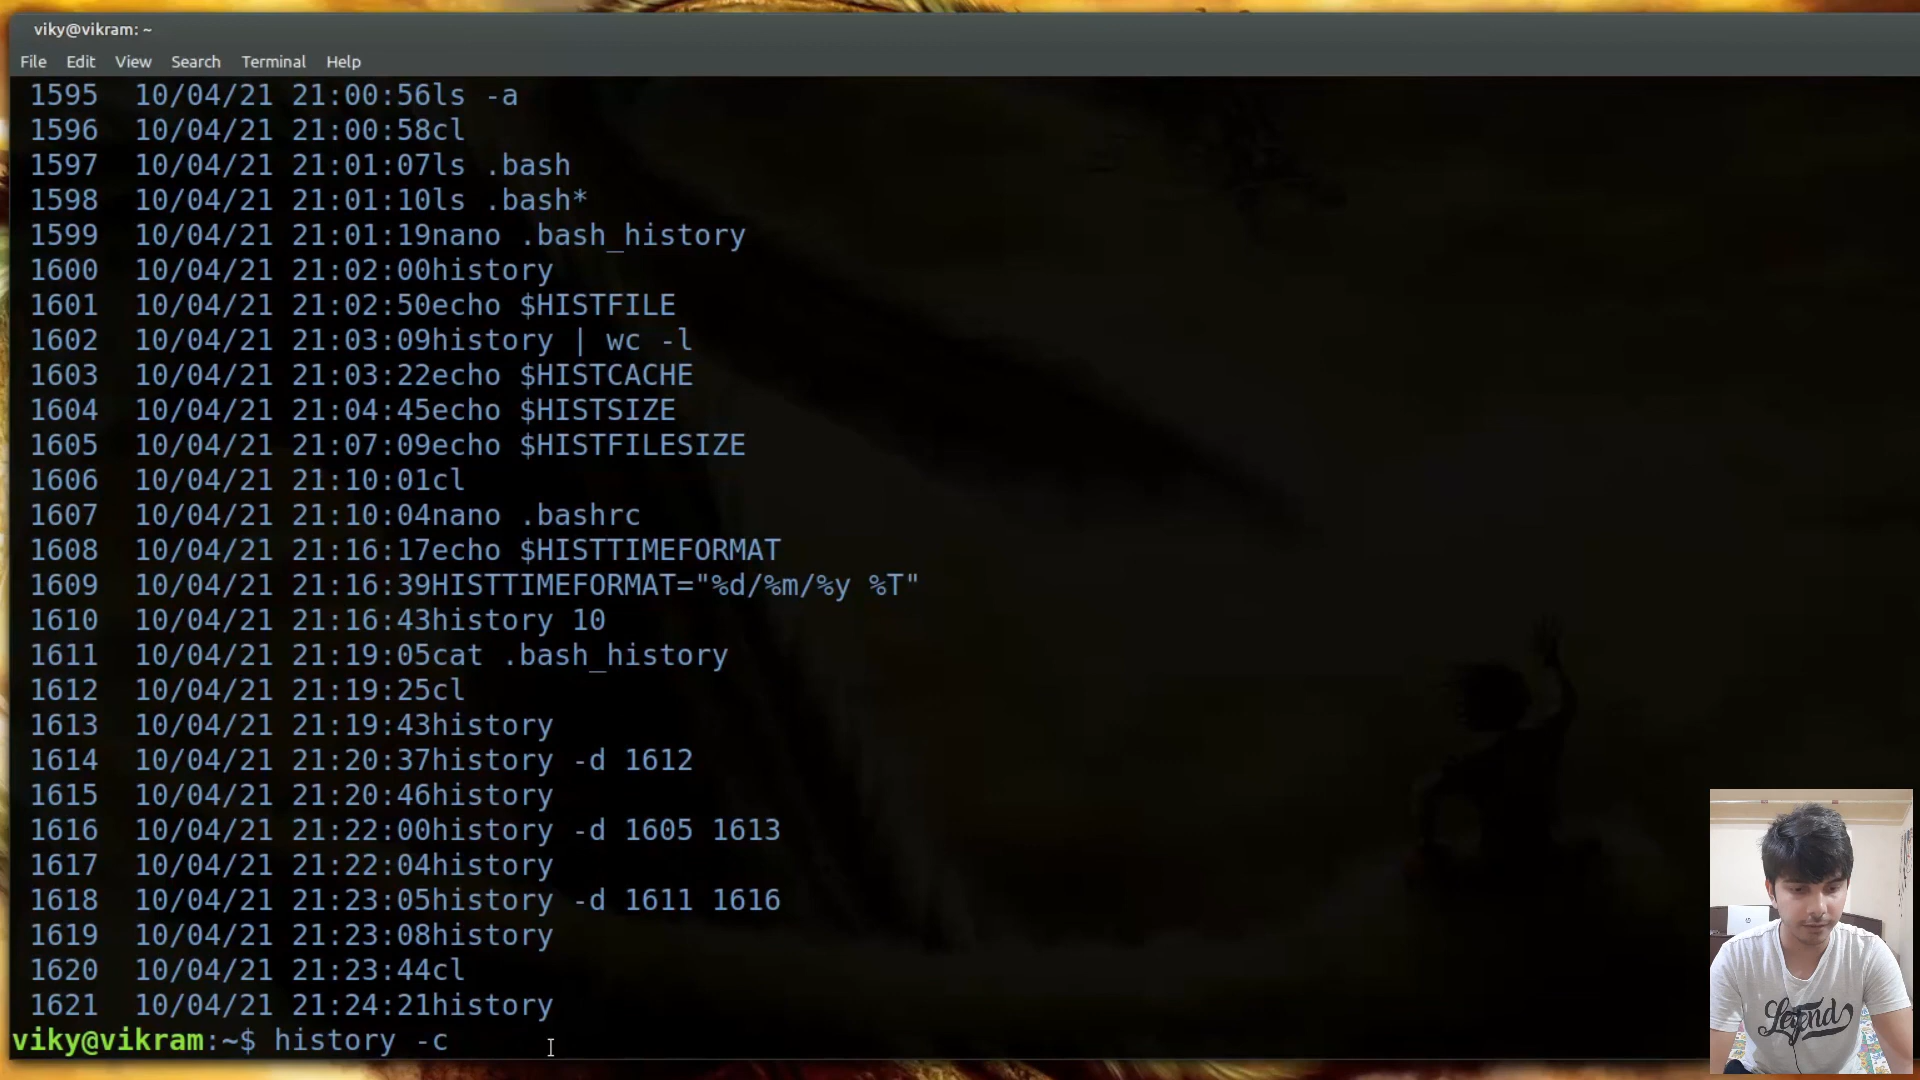 viky@vikram: ~
File Edit View Search Terminal Help
1595 10/04/21 21:00:56ls -a
1596 10/04/21 21:00:58cl
1597 10/04/21 21:01:07ls .bash
1598 10/04/21 21:01:10ls .bash*
1599 10/04/21 21:01:19nano .bash_history
1600 10/04/21 21:02:00history
1601 10/04/21 21:02:50echo $HISTFILE
1602 10/04/21 21:03:09history | wc -l
1603 10/04/21 21:03:22echo $HISTCACHE
1604 10/04/21 21:04:45echo $HISTSIZE
1605 10/04/21 21:07:09echo $HISTFILESIZE
1606 10/04/21 21:10:01cl
1607 10/04/21 21:10:04nano .bashrc
1608 10/04/21 21:16:17echo $HISTTIMEFORMAT
1609 10/04/21 21:16:39HISTTIMEFORMAT="%d/%m/%y %T"
1610 10/04/21 21:16:43history 10
1611 10/04/21 21:19:05cat .bash_history
1612 10/04/21 21:19:25cl
1613 10/04/21 21:19:43history
1614 10/04/21 21:20:37history -d 1612
1615 10/04/21 21:20:46history
1616 10/04/21 21:22:00history -d 1605 1613
1617 10/04/21 21:22:04history
1618 10/04/21 21:23:05history -d 1611 1616
1619 10/04/21 21:23:08history
1620 10/04/21 21:23:44cl
1621 10/04/21 21:24:21history
viky@vikram:~$ history -c
Legend